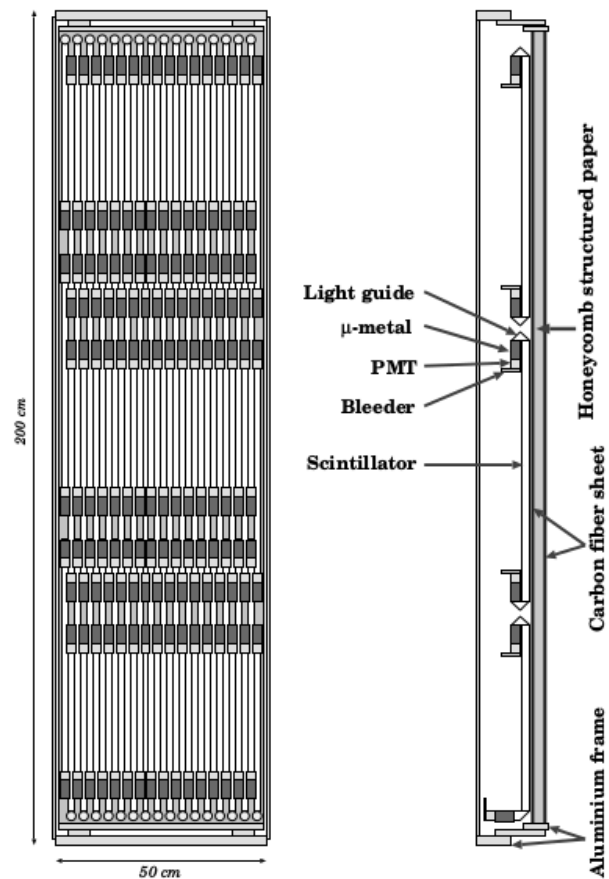 200 cm
50 cm
Light guide
μ-metal
PMT
Bleeder
Scintillator
Honeycomb structured paper
Carbon fiber sheet
Aluminium frame